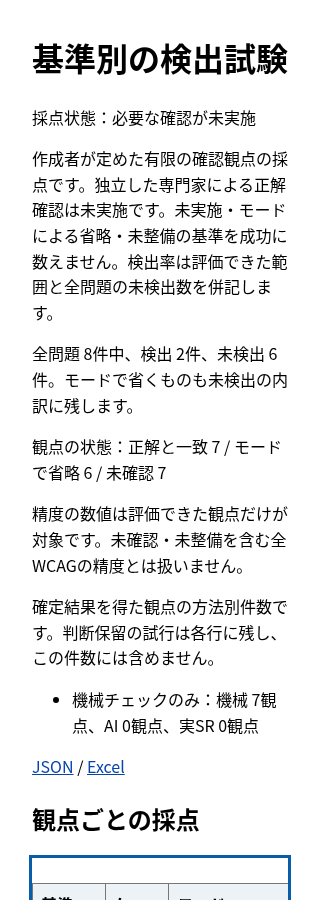 基準別の検出試験
採点状態：必要な確認が未実施
作成者が定めた有限の確認観点の採
点です。独立した専門家による正解
確認は未実施です。未実施・モード
による省略・未整備の基準を成功に
数えません。検出率は評価できた範
囲と全問題の未検出数を併記しま
す。
全問題 8件中、検出 2件、未検出 6
件。モードで省くものも未検出の内
訳に残します。
観点の状態：正解と一致 7 / モード
で省略 6 / 未確認 7
精度の数値は評価できた観点だけが
対象です。未確認・未整備を含む全
WCAGの精度とは扱いません。
確定結果を得た観点の方法別件数で
す。判断保留の試行は各行に残し、
この件数には含めません。
• 機械チェックのみ：機械 7観
点、AI 0観点、実SR 0観点
JSON / Excel
観点ごとの採点